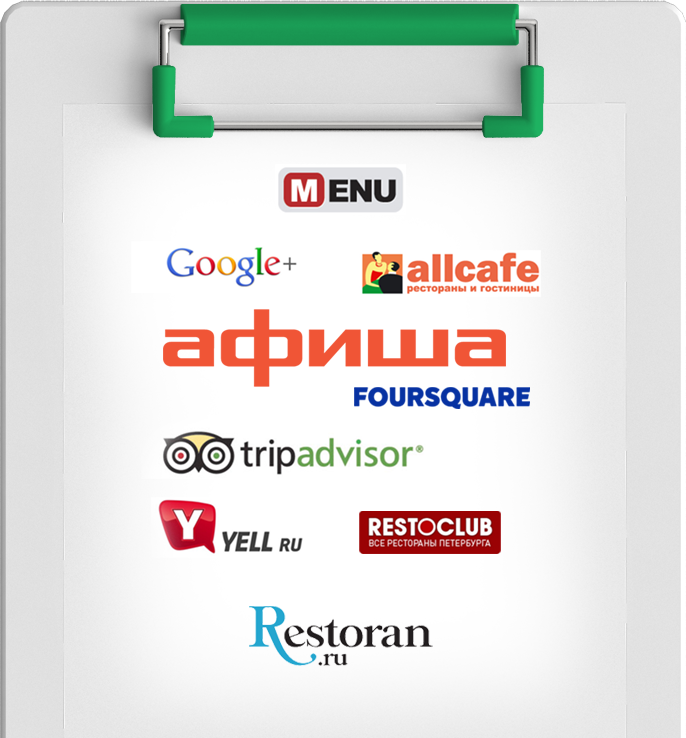 MENU
Google+
allcafe
рестораны и гостиницы
афиша
FOURSQUARE
tripadvisor®
Y YELL RU
RESTOCLUB
ВСЕ РЕСТОРАНЫ ПЕТЕРБУРГА
Restoran
.ru